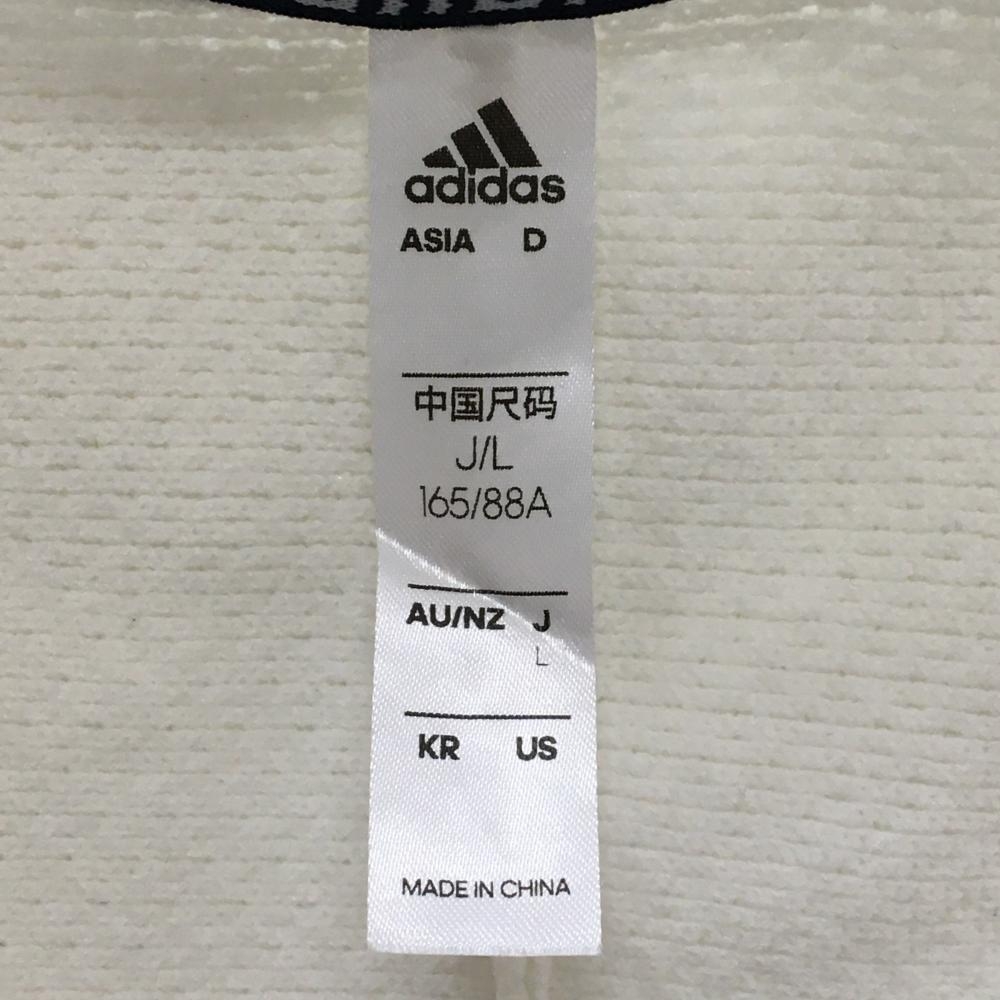 adidas
ASIA D
中国尺码
J/L
165/88A
AU/NZ J
L
KR US
MADE IN CHINA